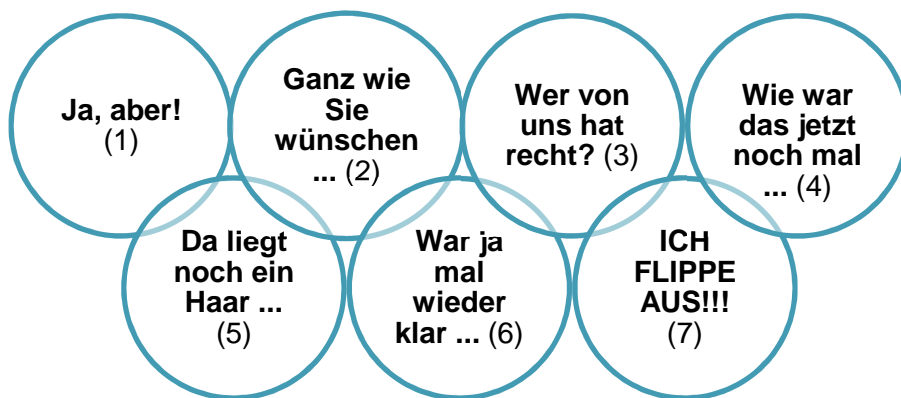 Ja, aber!
(1)
Ganz wie
Sie
wünschen
... (2)
Wer von
uns hat
recht? (3)
Wie war
das jetzt
noch mal
... (4)
Da liegt
noch ein
Haar ...
(5)
War ja
mal
wieder
klar ... (6)
ICH
FLIPPE
AUS!!!
(7)